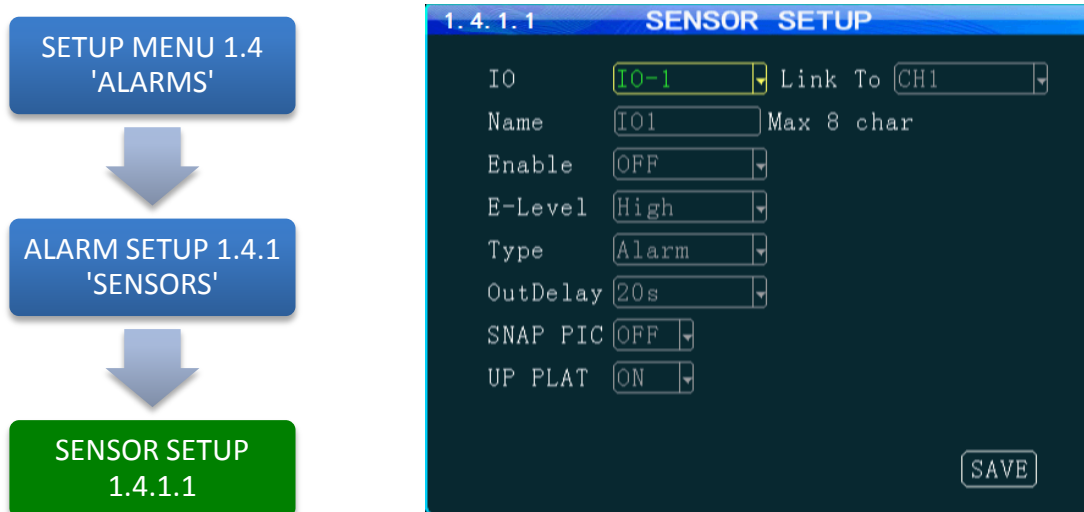 SETUP MENU 1.4
'ALARMS'
ALARM SETUP 1.4.1
'SENSORS'
SENSOR SETUP
1.4.1.1
1.4.1.1 SENSOR SETUP
IO IO-1 Link To CH1
Name IO1 Max 8 char
Enable OFF
E-Level High
Type Alarm
OutDelay 20s
SNAP PIC OFF
UP PLAT ON
SAVE